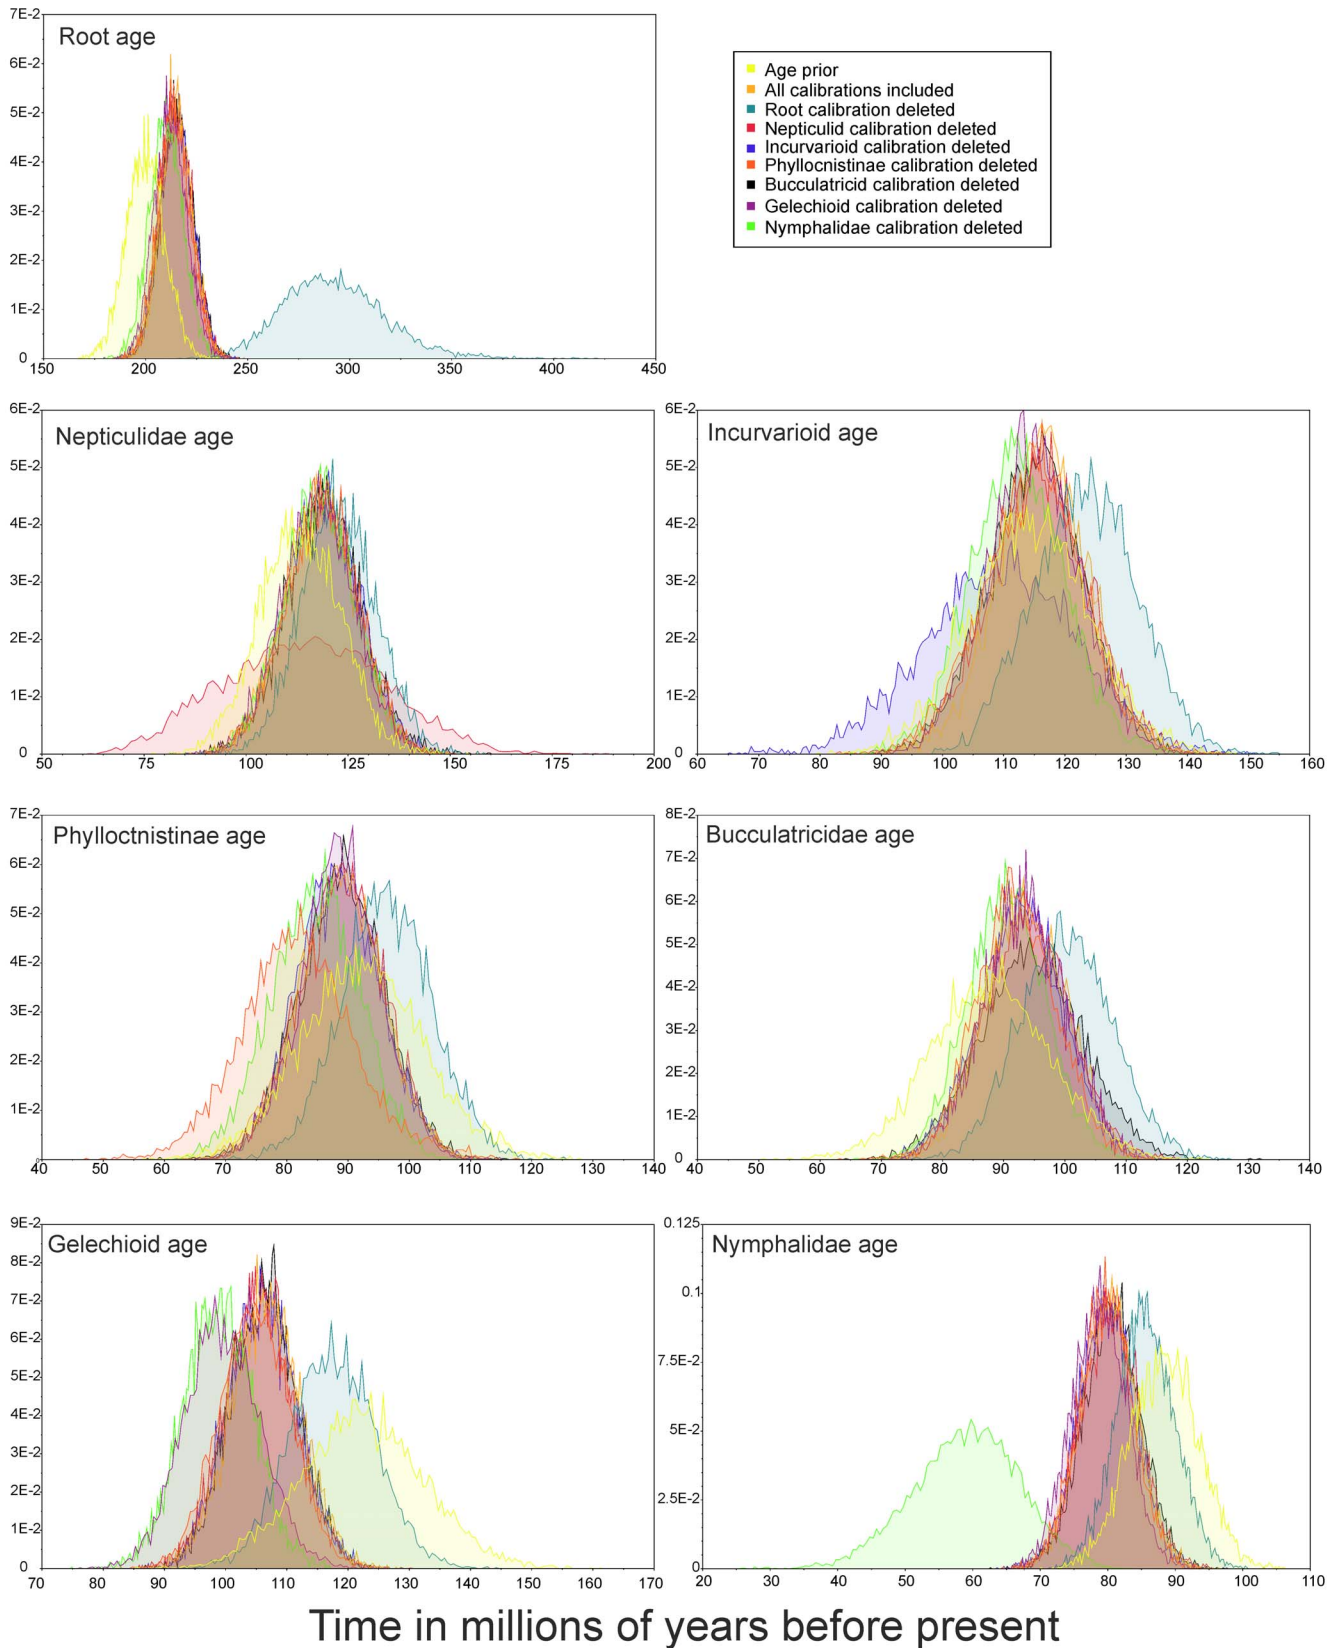 Root age
7E-2
6E-2
5E-2
4E-2
3E-2
2E-2
1E-2
0
150 200 250 300 350 400 450
Age prior
All calibrations included
Root calibration deleted
Nepticulid calibration deleted
Incurvarioid calibration deleted
Phyllocnistinae calibration deleted
Bucculatricid calibration deleted
Gelechioid calibration deleted
Nymphalidae calibration deleted
Nepticulidae age
6E-2
5E-2
4E-2
3E-2
2E-2
1E-2
0
50 75 100 125 150 175 200
Incurvarioid age
6E-2
5E-2
4E-2
3E-2
2E-2
1E-2
0
60 70 80 90 100 110 120 130 140 150 160
Phylloctnistinae age
7E-2
6E-2
5E-2
4E-2
3E-2
2E-2
1E-2
0
40 50 60 70 80 90 100 110 120 130 140
Bucculatricidae age
8E-2
7E-2
6E-2
5E-2
4E-2
3E-2
2E-2
1E-2
0
40 50 60 70 80 90 100 110 120 130 140
Gelechioid age
9E-2
8E-2
7E-2
6E-2
5E-2
4E-2
3E-2
2E-2
1E-2
0
70 80 90 100 110 120 130 140 150 160 170
Nymphalidae age
0.125
0.1
7.5E-2
5E-2
2.5E-2
0
20 30 40 50 60 70 80 90 100 110
Time in millions of years before present